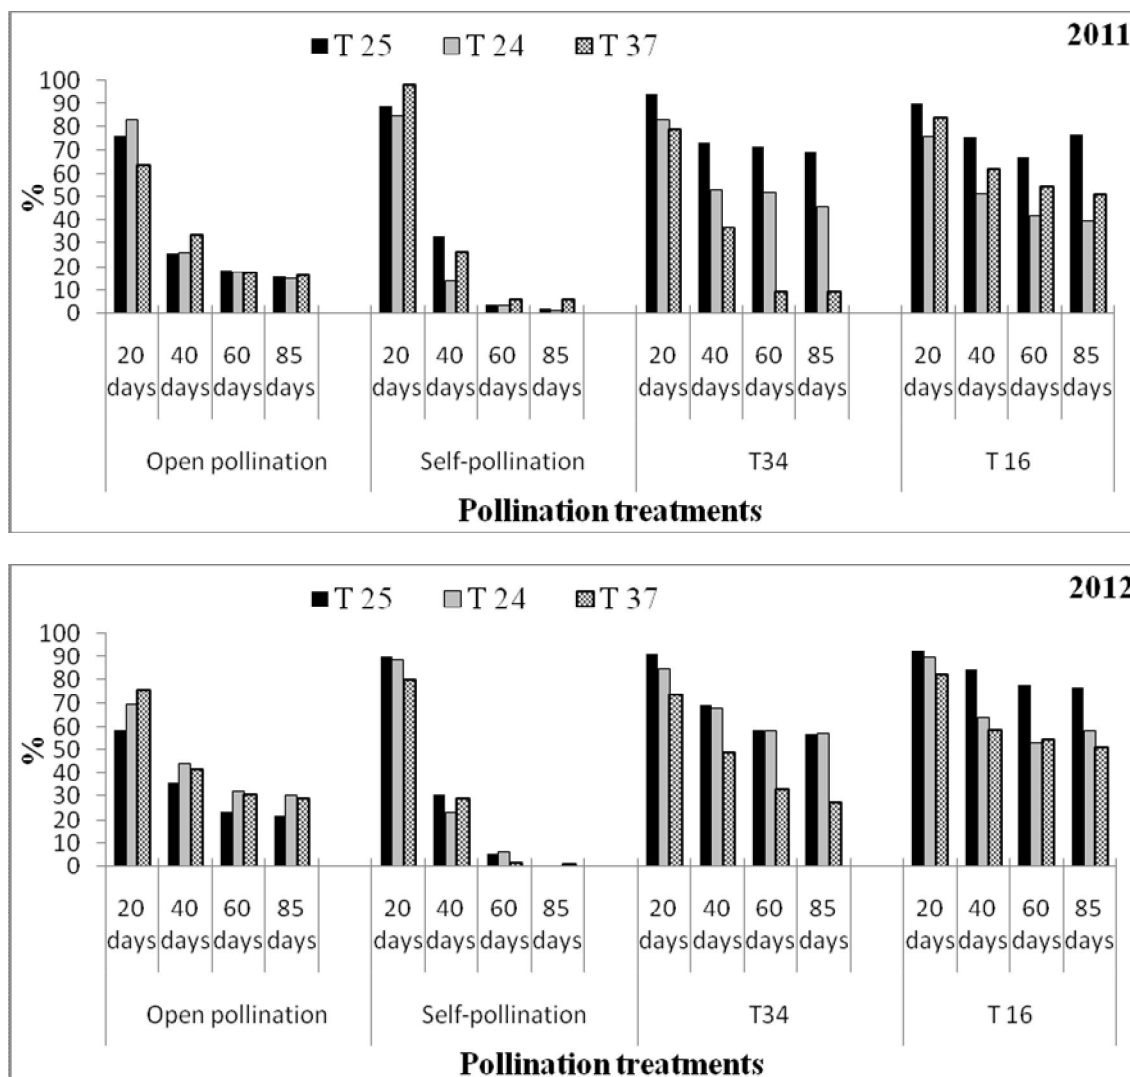 2011
T 25 T 24 T 37
100
90
80
70
60
50
40
30
20
10
0
%
20 40 60 85 20 40 60 85 20 40 60 85 20 40 60 85
days days days days days days days days days days days days days days days days
Open pollination Self-pollination T34 T 16
Pollination treatments
2012
T 25 T 24 T 37
100
90
80
70
60
50
40
30
20
10
0
%
20 40 60 85 20 40 60 85 20 40 60 85 20 40 60 85
days days days days days days days days days days days days days days days days
Open pollination Self-pollination T34 T 16
Pollination treatments